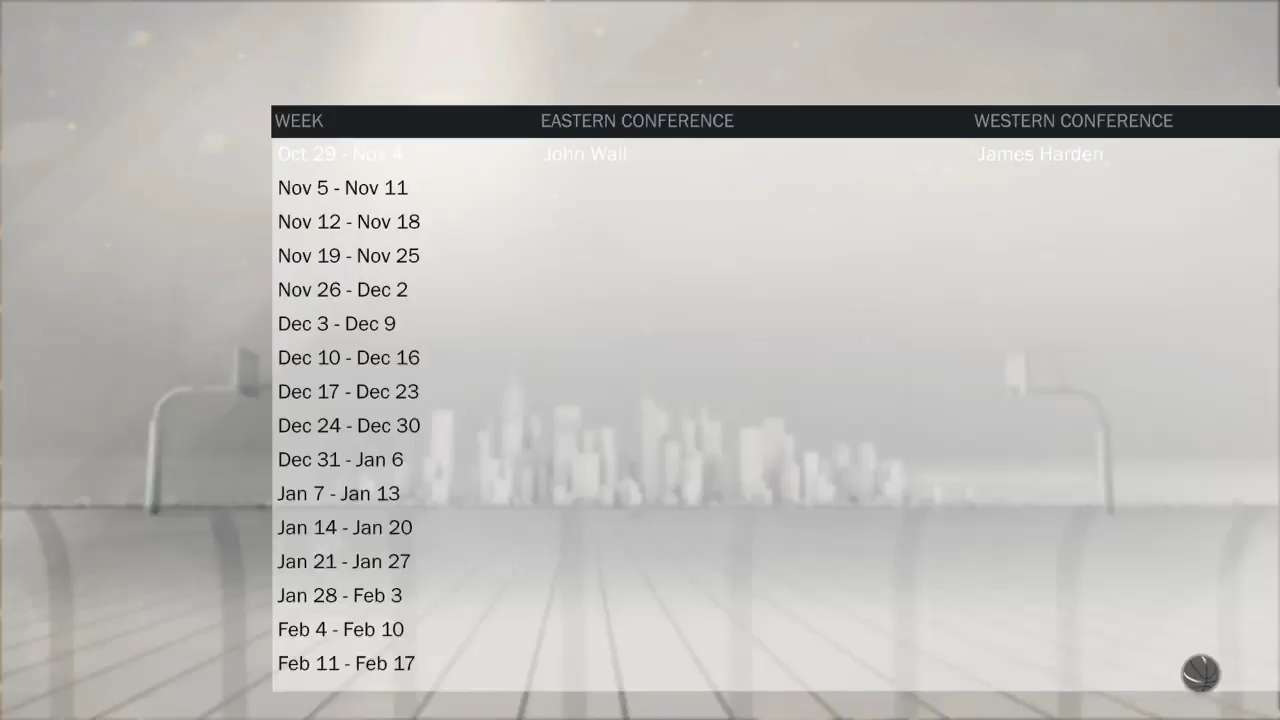 WEEK EASTERN CONFERENCE WESTERN CONFERENCE
Oct 29 - Nov 4 John Wall James Harden
Nov 5 - Nov 11
Nov 12 - Nov 18
Nov 19 - Nov 25
Nov 26 - Dec 2
Dec 3 - Dec 9
Dec 10 - Dec 16
Dec 17 - Dec 23
Dec 24 - Dec 30
Dec 31 - Jan 6
Jan 7 - Jan 13
Jan 14 - Jan 20
Jan 21 - Jan 27
Jan 28 - Feb 3
Feb 4 - Feb 10
Feb 11 - Feb 17